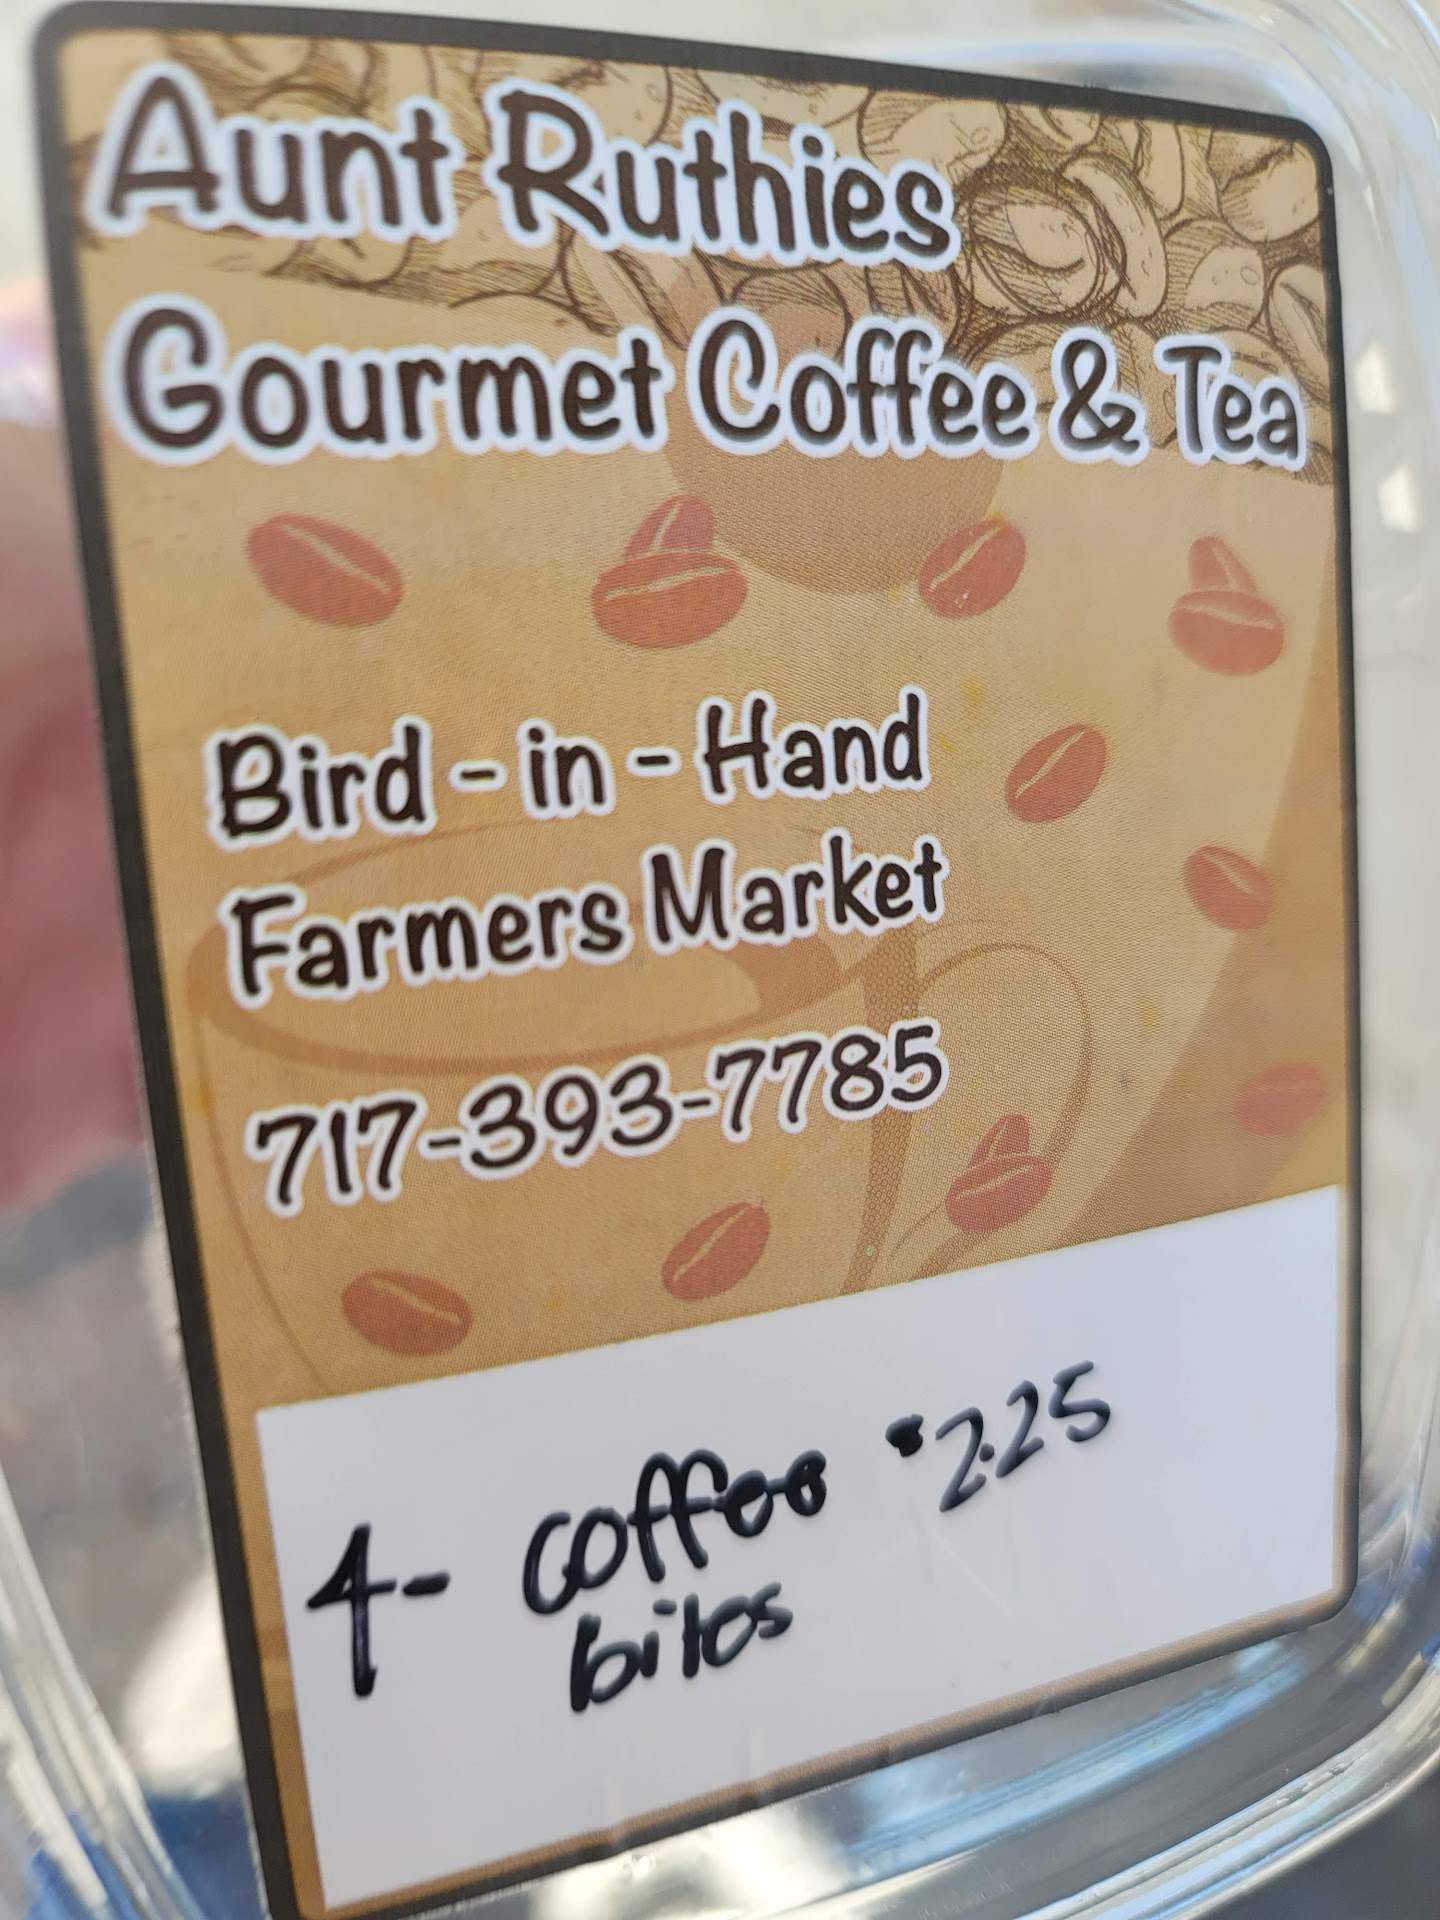 Aunt Ruthies
Gourmet Coffee & Tea
Bird - in - Hand
Farmers Market
717-393-7785
4- coffee $2.25
bites